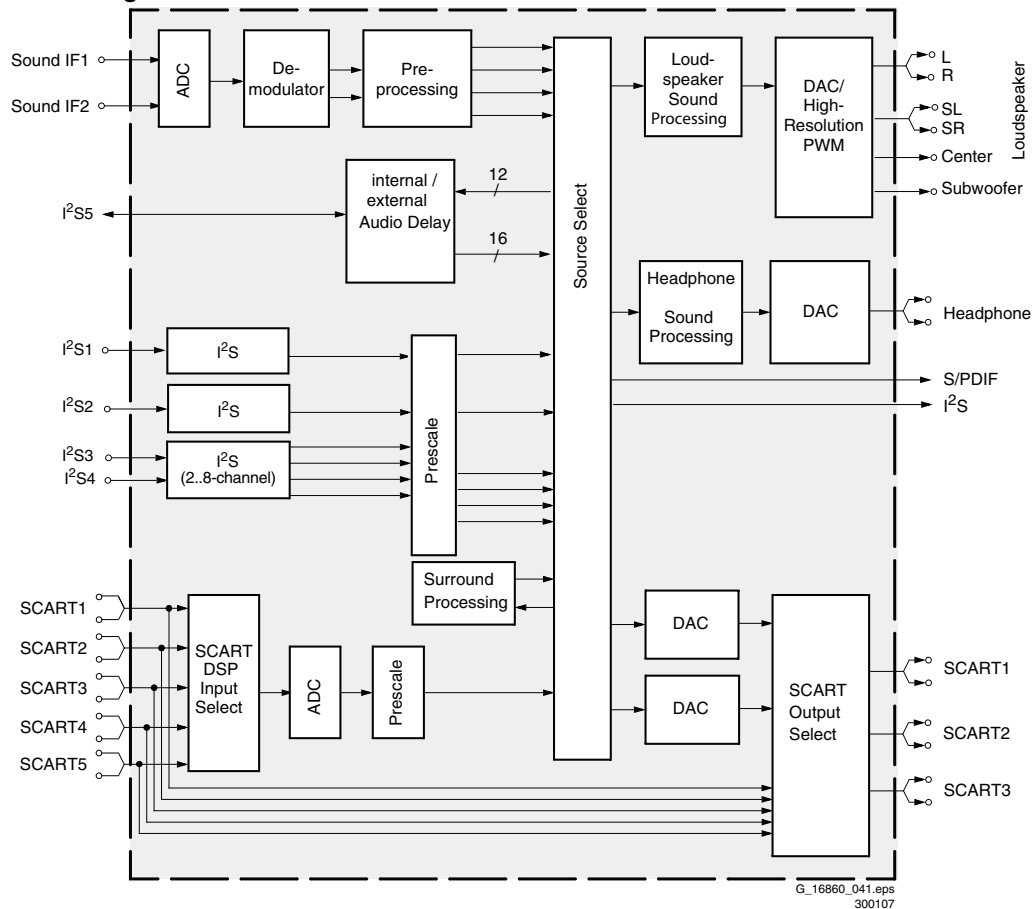 Sound IF1
Sound IF2
ADC
De-
modulator
Pre-
processing
Loud-
speaker
Sound
Processing
DAC/
High-
Resolution
PWM
L
R
SL
SR
Center
Subwoofer
Loudspeaker
I²S5
internal /
external
Audio Delay
12
16
Source Select
Headphone
Sound
Processing
DAC
Headphone
S/PDIF
I²S
I²S1
I²S
I²S2
I²S
I²S3
I²S4
I²S
(2..8-channel)
Prescale
Surround
Processing
SCART1
SCART2
SCART3
SCART4
SCART5
SCART
DSP
Input
Select
ADC
Prescale
DAC
DAC
SCART
Output
Select
SCART1
SCART2
SCART3
G_16860_041.eps
300107